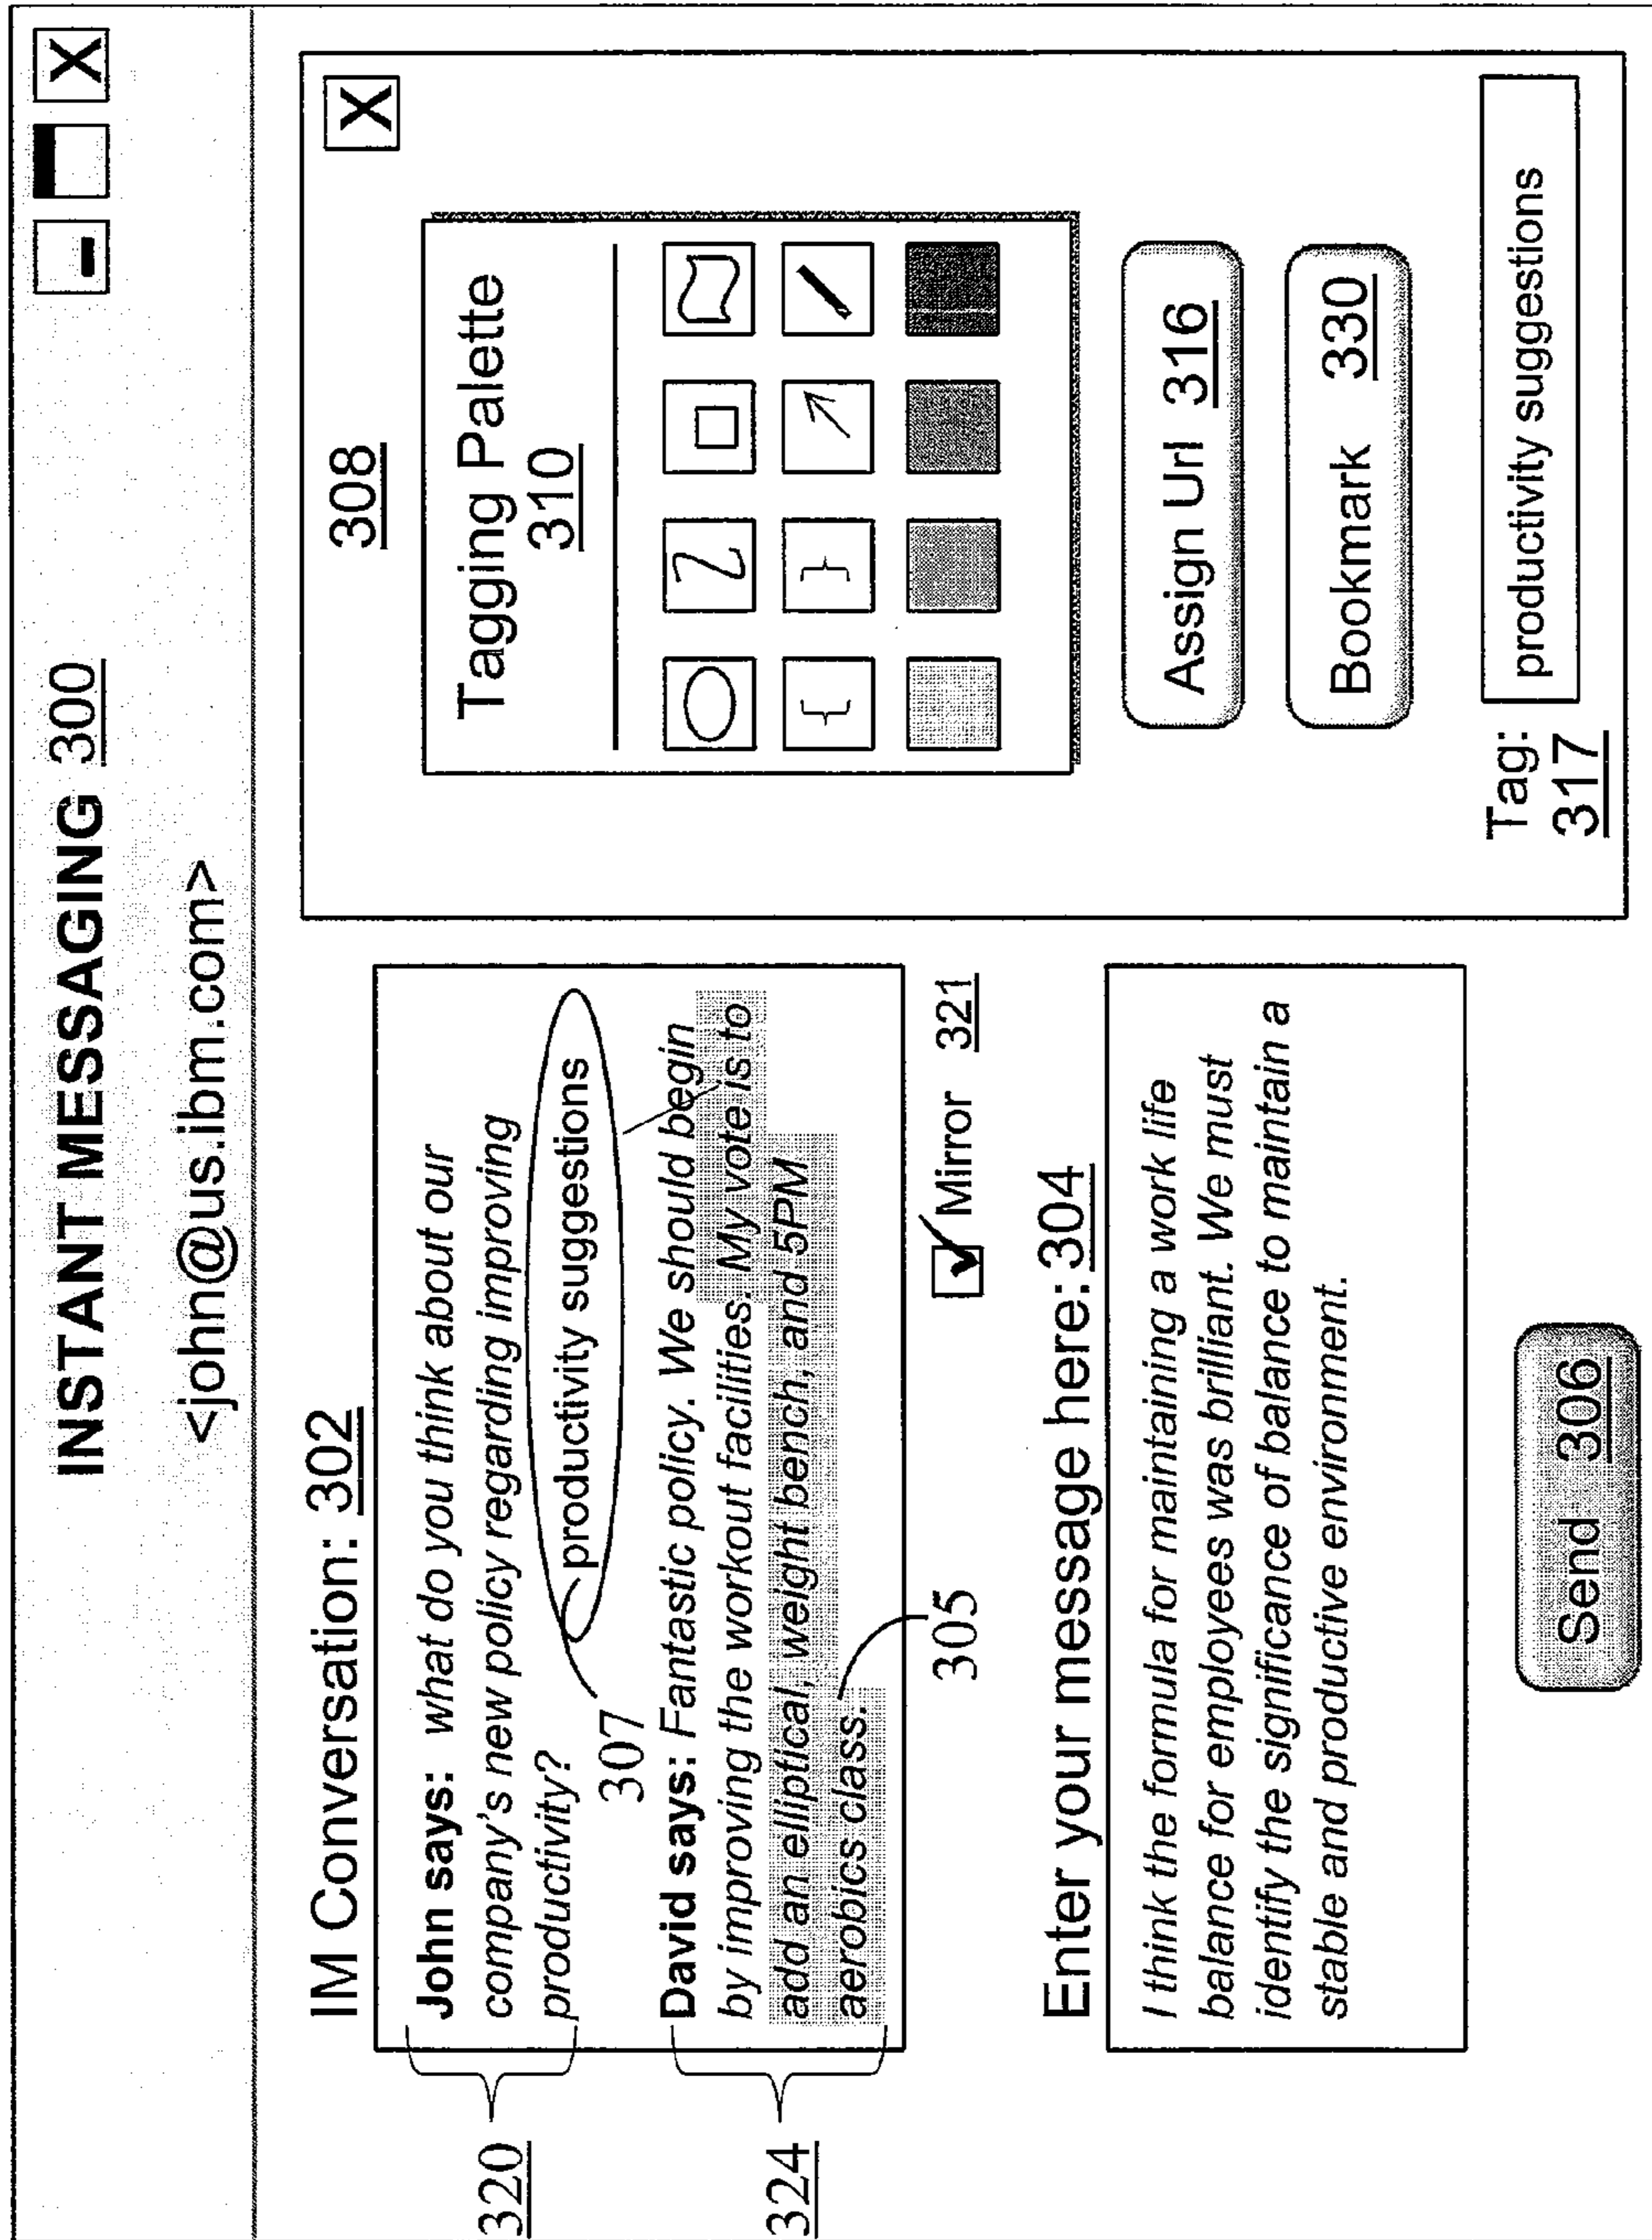 INSTANT MESSAGING 300
<john@us.ibm.com>
X
IM Conversation: 302
320
John says: what do you think about our
company's new policy regarding improving
productivity?
productivity suggestions
307
324
David says: Fantastic policy. We should begin
by improving the workout facilities. My vote is to
add an elliptical, weight bench, and 5PM
aerobics class.
305
Mirror 321
Enter your message here: 304
I think the formula for maintaining a work life
balance for employees was brilliant. We must
identify the significance of balance to maintain a
stable and productive environment.
Send 306
308
X
Tagging Palette
310
{ }
Assign Url 316
Bookmark 330
Tag: productivity suggestions
317